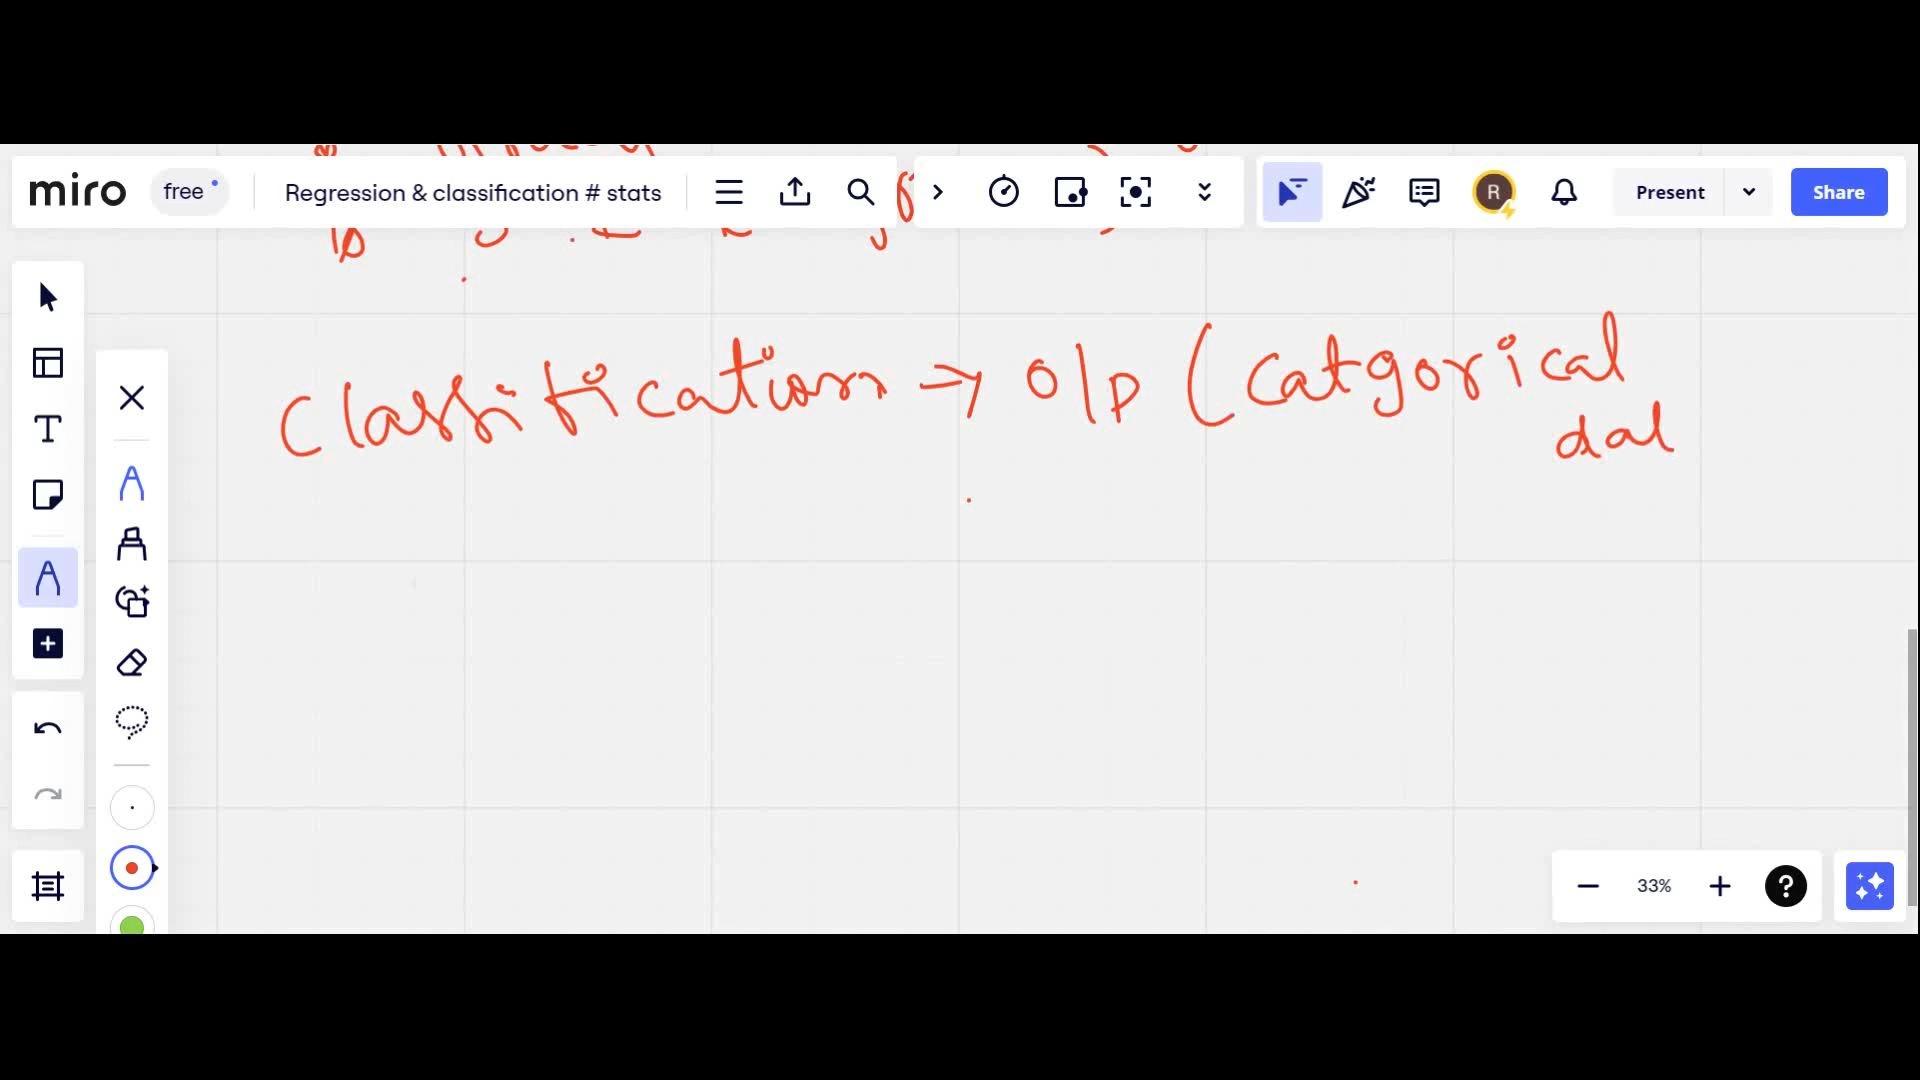 miro free Regression & classification # stats Present Share
R
Classification → O/P (Catgorical
dal
33%